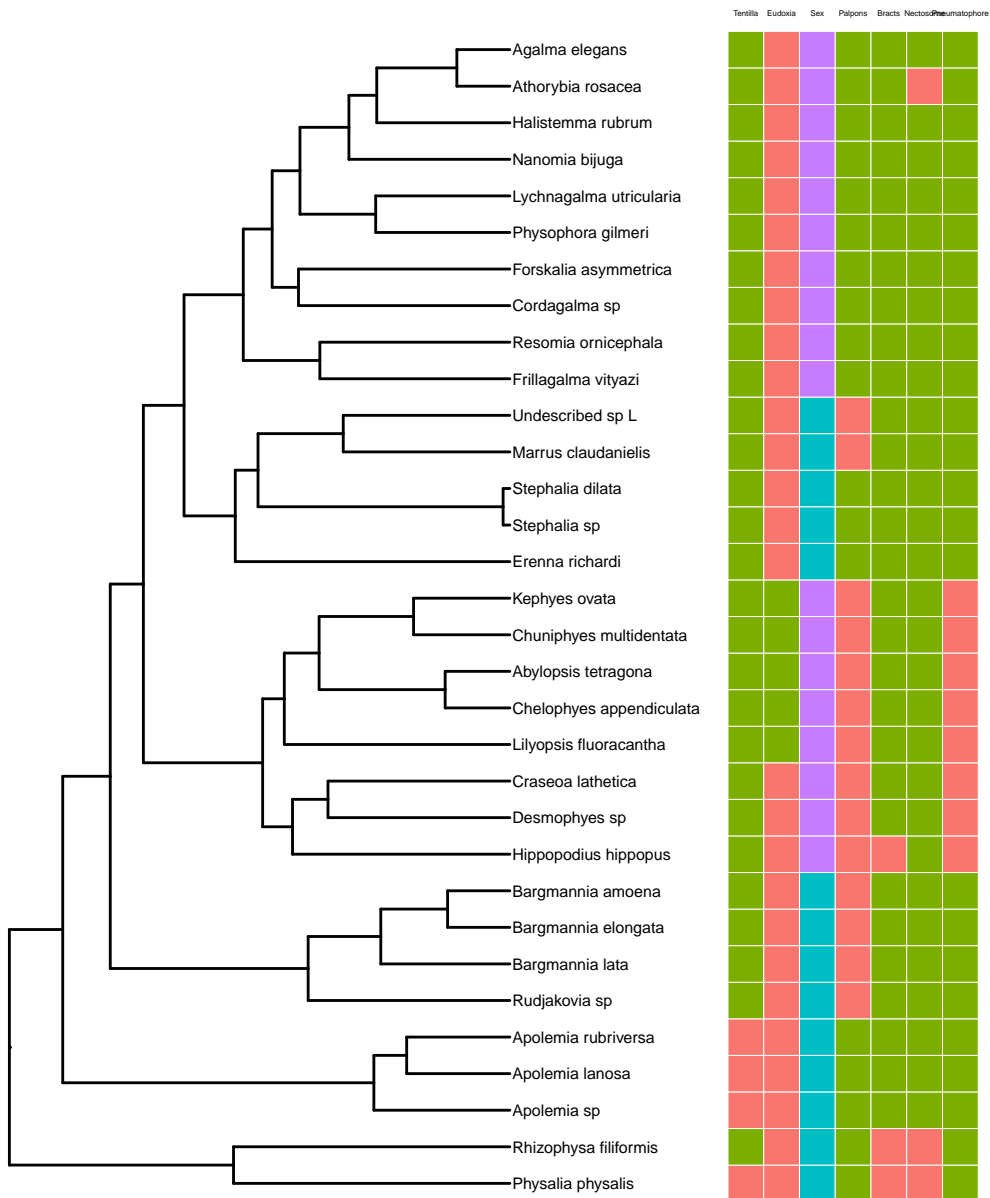 Tentilla Eudoxia Sex Palpons Bracts Nectosome Pneumatophore
Agalma elegans
Athorybia rosacea
Halistemma rubrum
Nanomia bijuga
Lychnagalma utricularia
Physophora gilmeri
Forskalia asymmetrica
Cordagalma sp
Resomia ornicephala
Frillagalma vityazi
Undescribed sp L
Marrus claudanielis
Stephalia dilata
Stephalia sp
Erenna richardi
Kephyes ovata
Chuniphyes multidentata
Abylopsis tetragona
Chelophyes appendiculata
Lilyopsis fluoracantha
Craseoa lathetica
Desmophyes sp
Hippopodius hippopus
Bargmannia amoena
Bargmannia elongata
Bargmannia lata
Rudjakovia sp
Apolemia rubriversa
Apolemia lanosa
Apolemia sp
Rhizophysa filiformis
Physalia physalis